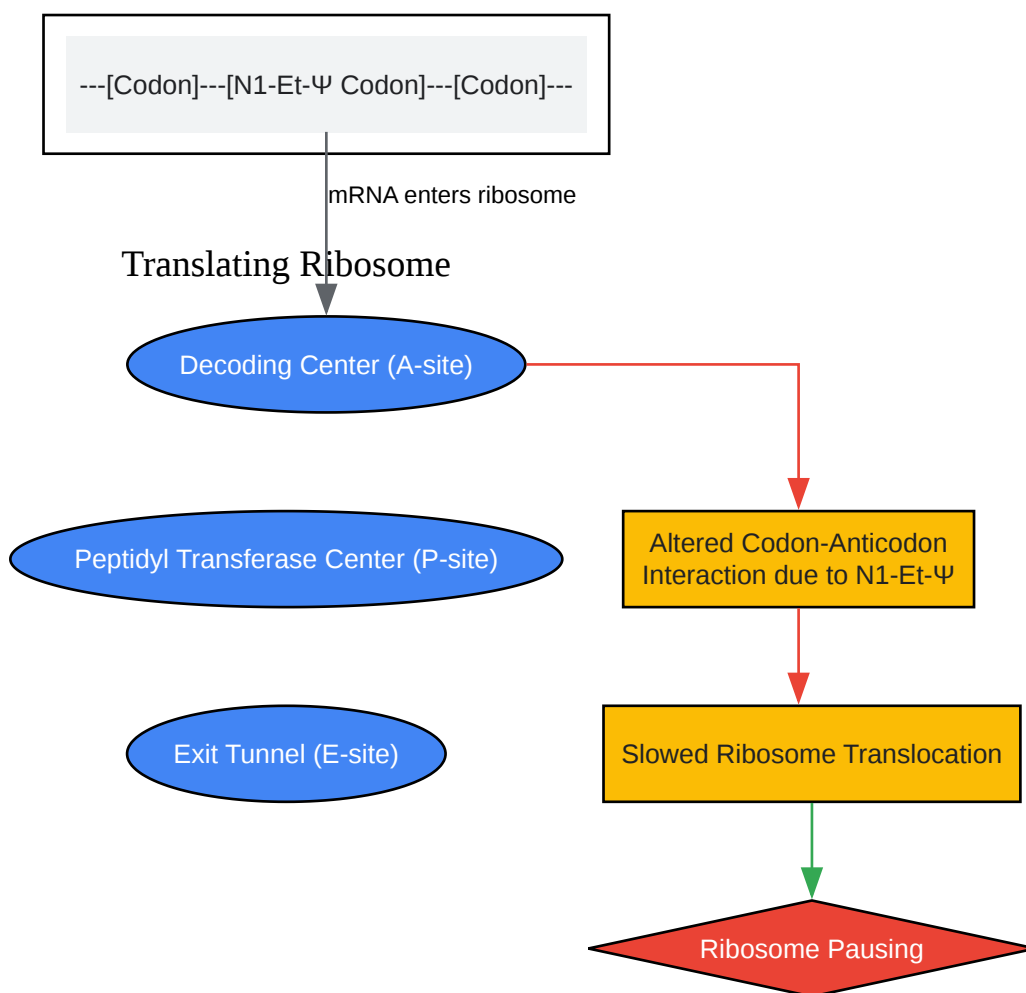 ---[Codon]---[N1-Et-Ψ Codon]---[Codon]---
mRNA enters ribosome
Translating Ribosome
Decoding Center (A-site)
Peptidyl Transferase Center (P-site)
Altered Codon-Anticodon
Interaction due to N1-Et-Ψ
Exit Tunnel (E-site)
Slowed Ribosome Translocation
Ribosome Pausing